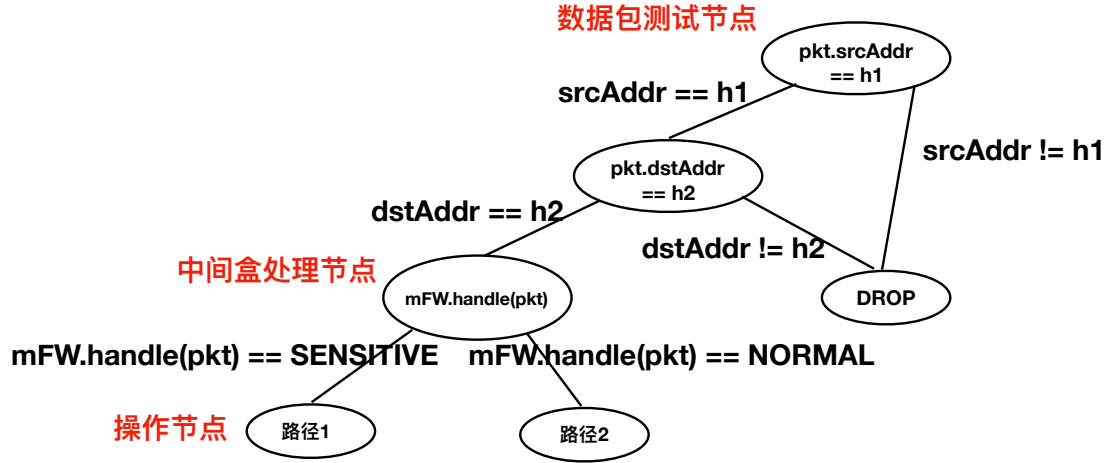 数据包测试节点
pkt.srcAddr
== h1
srcAddr == h1
srcAddr != h1
pkt.dstAddr
== h2
dstAddr == h2
dstAddr != h2
中间盒处理节点
mFW.handle(pkt)
DROP
mFW.handle(pkt) == SENSITIVE
mFW.handle(pkt) == NORMAL
操作节点
路径1
路径2